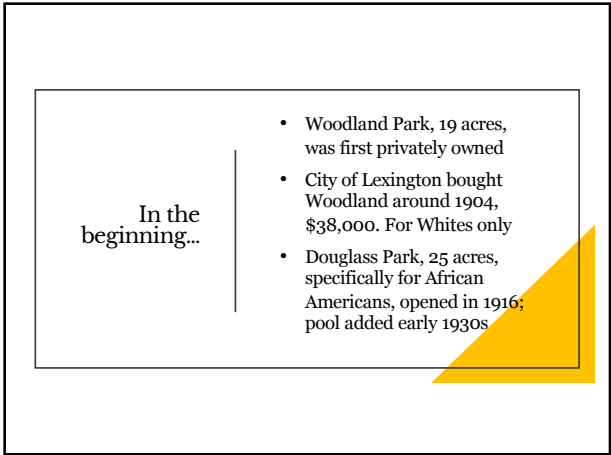 In the
beginning…
• Woodland Park, 19 acres,
was first privately owned
• City of Lexington bought
Woodland around 1904,
$38,000. For Whites only
• Douglass Park, 25 acres,
specifically for African
Americans, opened in 1916;
pool added early 1930s